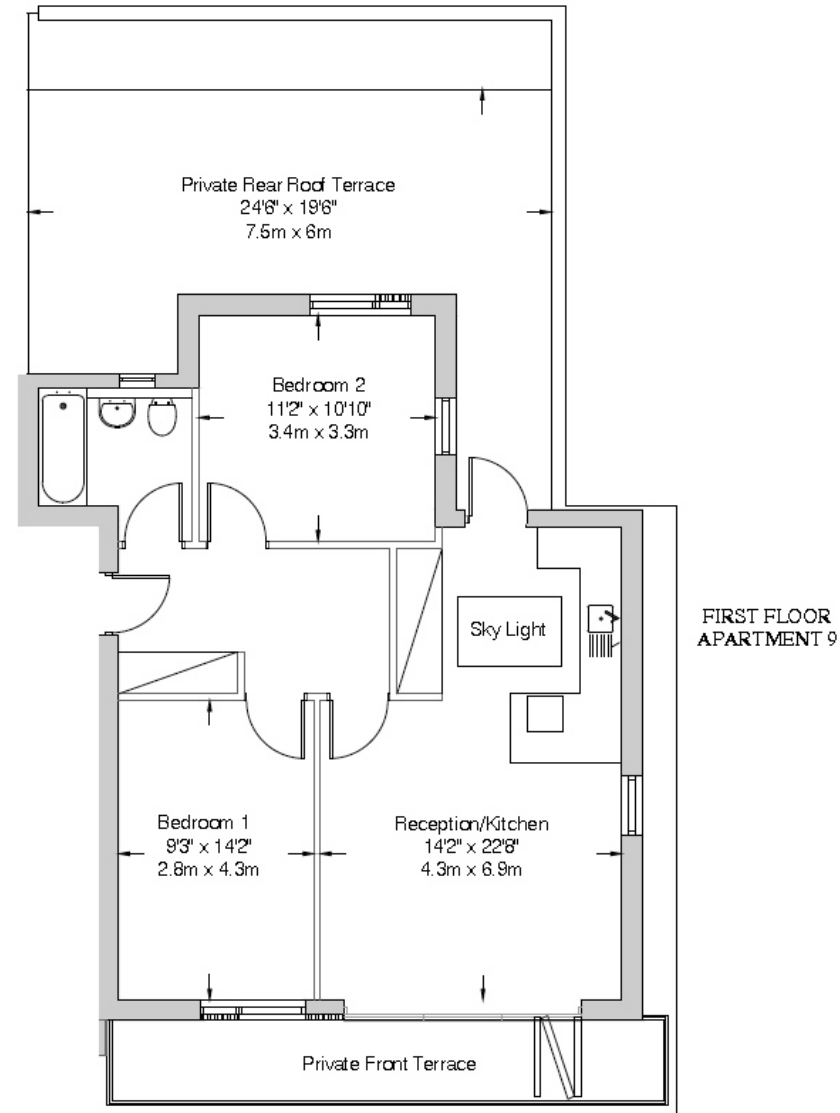 Private Rear Roof Terrace
24'6" x 19'6"
7.5m x 6m
Bedroom 2
11'2" x 10'10"
3.4m x 3.3m
Sky Light
FIRST FLOOR
APARTMENT 9
Bedroom 1
9'3" x 14'2"
2.8m x 4.3m
Reception/Kitchen
14'2" x 22'8"
4.3m x 6.9m
Private Front Terrace